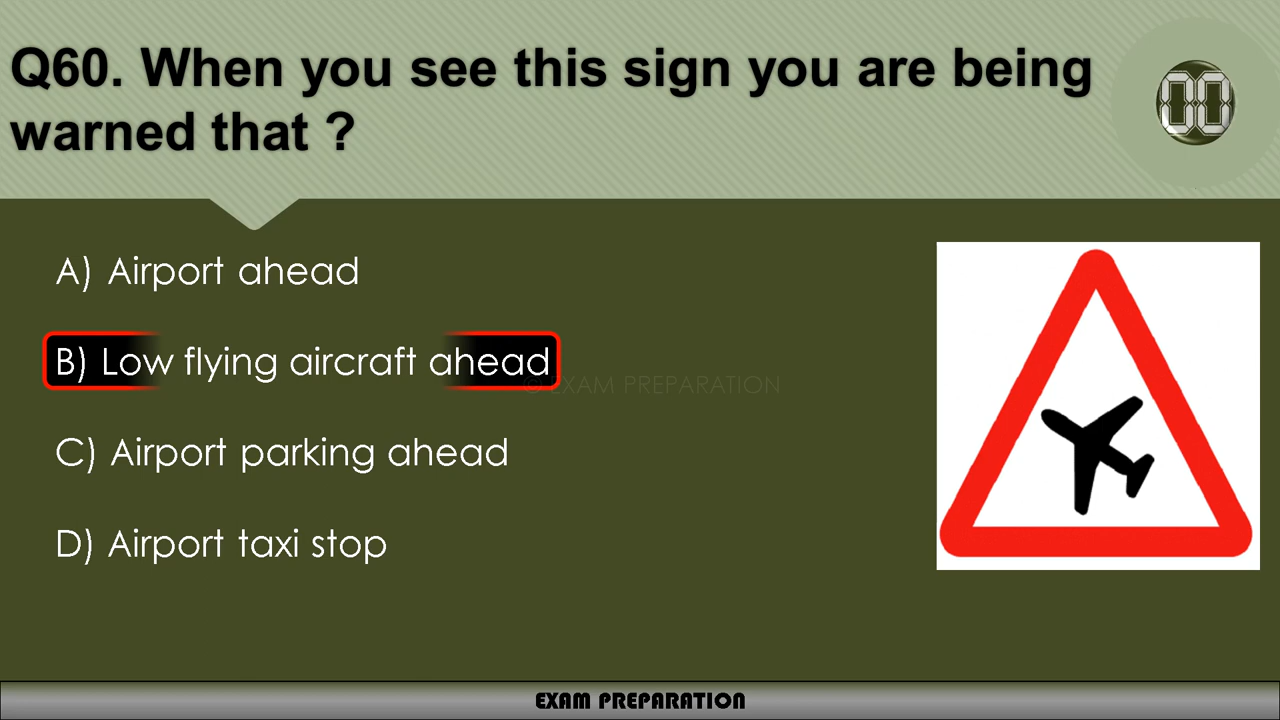 Q60. When you see this sign you are being
warned that ?
00
A) Airport ahead
B) Low flying aircraft ahead
© EXAM PREPARATION
C) Airport parking ahead
D) Airport taxi stop
EXAM PREPARATION